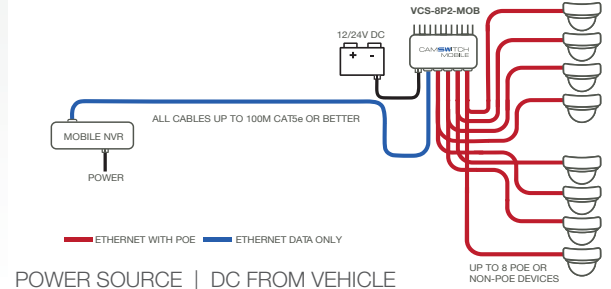 VCS-8P2-MOB
12/24V DC
+ -
CAMSWITCH
MOBILE
ALL CABLES UP TO 100M CAT5e OR BETTER
MOBILE NVR
POWER
ETHERNET WITH POE ETHERNET DATA ONLY
UP TO 8 POE OR
NON-POE DEVICES
POWER SOURCE | DC FROM VEHICLE